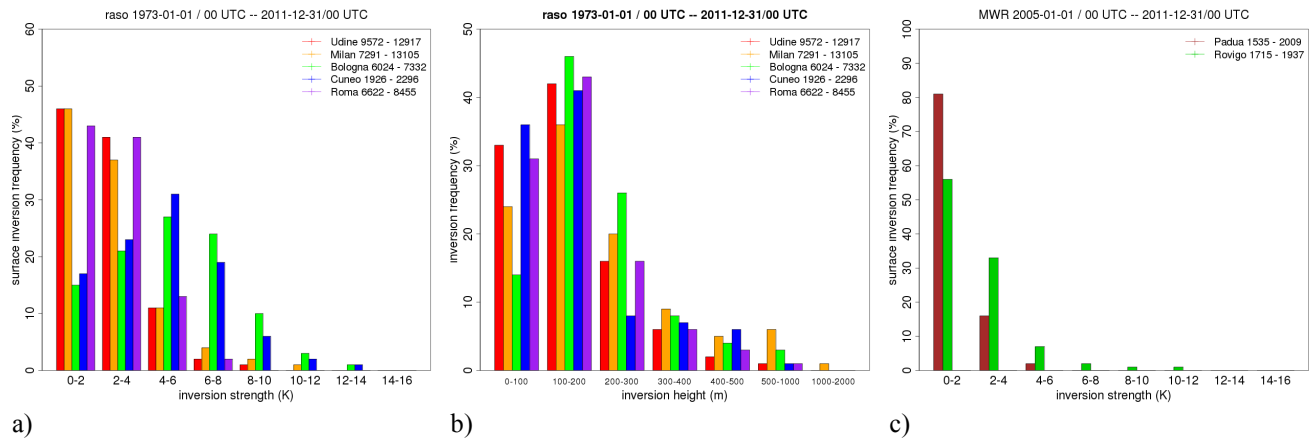 raso 1973-01-01 / 00 UTC -- 2011-12-31/00 UTC
surface inversion frequency (%)
60
50
40
30
20
10
0
Udine 9572 - 12917
Milan 7291 - 13105
Bologna 6024 - 7332
Cuneo 1926 - 2296
Roma 6622 - 8455
0-2 2-4 4-6 6-8 8-10 10-12 12-14 14-16
inversion strength (K)
a)
raso 1973-01-01 / 00 UTC -- 2011-12-31/00 UTC
inversion frequency (%)
50
40
30
20
10
0
Udine 9572 - 12917
Milan 7291 - 13105
Bologna 6024 - 7332
Cuneo 1926 - 2296
Roma 6622 - 8455
0-100 100-200 200-300 300-400 400-500 500-1000 1000-2000
inversion height (m)
b)
MWR 2005-01-01 / 00 UTC -- 2011-12-31/00 UTC
surface inversion frequency (%)
100
90
80
70
60
50
40
30
20
10
0
Padua 1535 - 2009
Rovigo 1715 - 1937
0-2 2-4 4-6 6-8 8-10 10-12 12-14 14-16
inversion strength (K)
c)